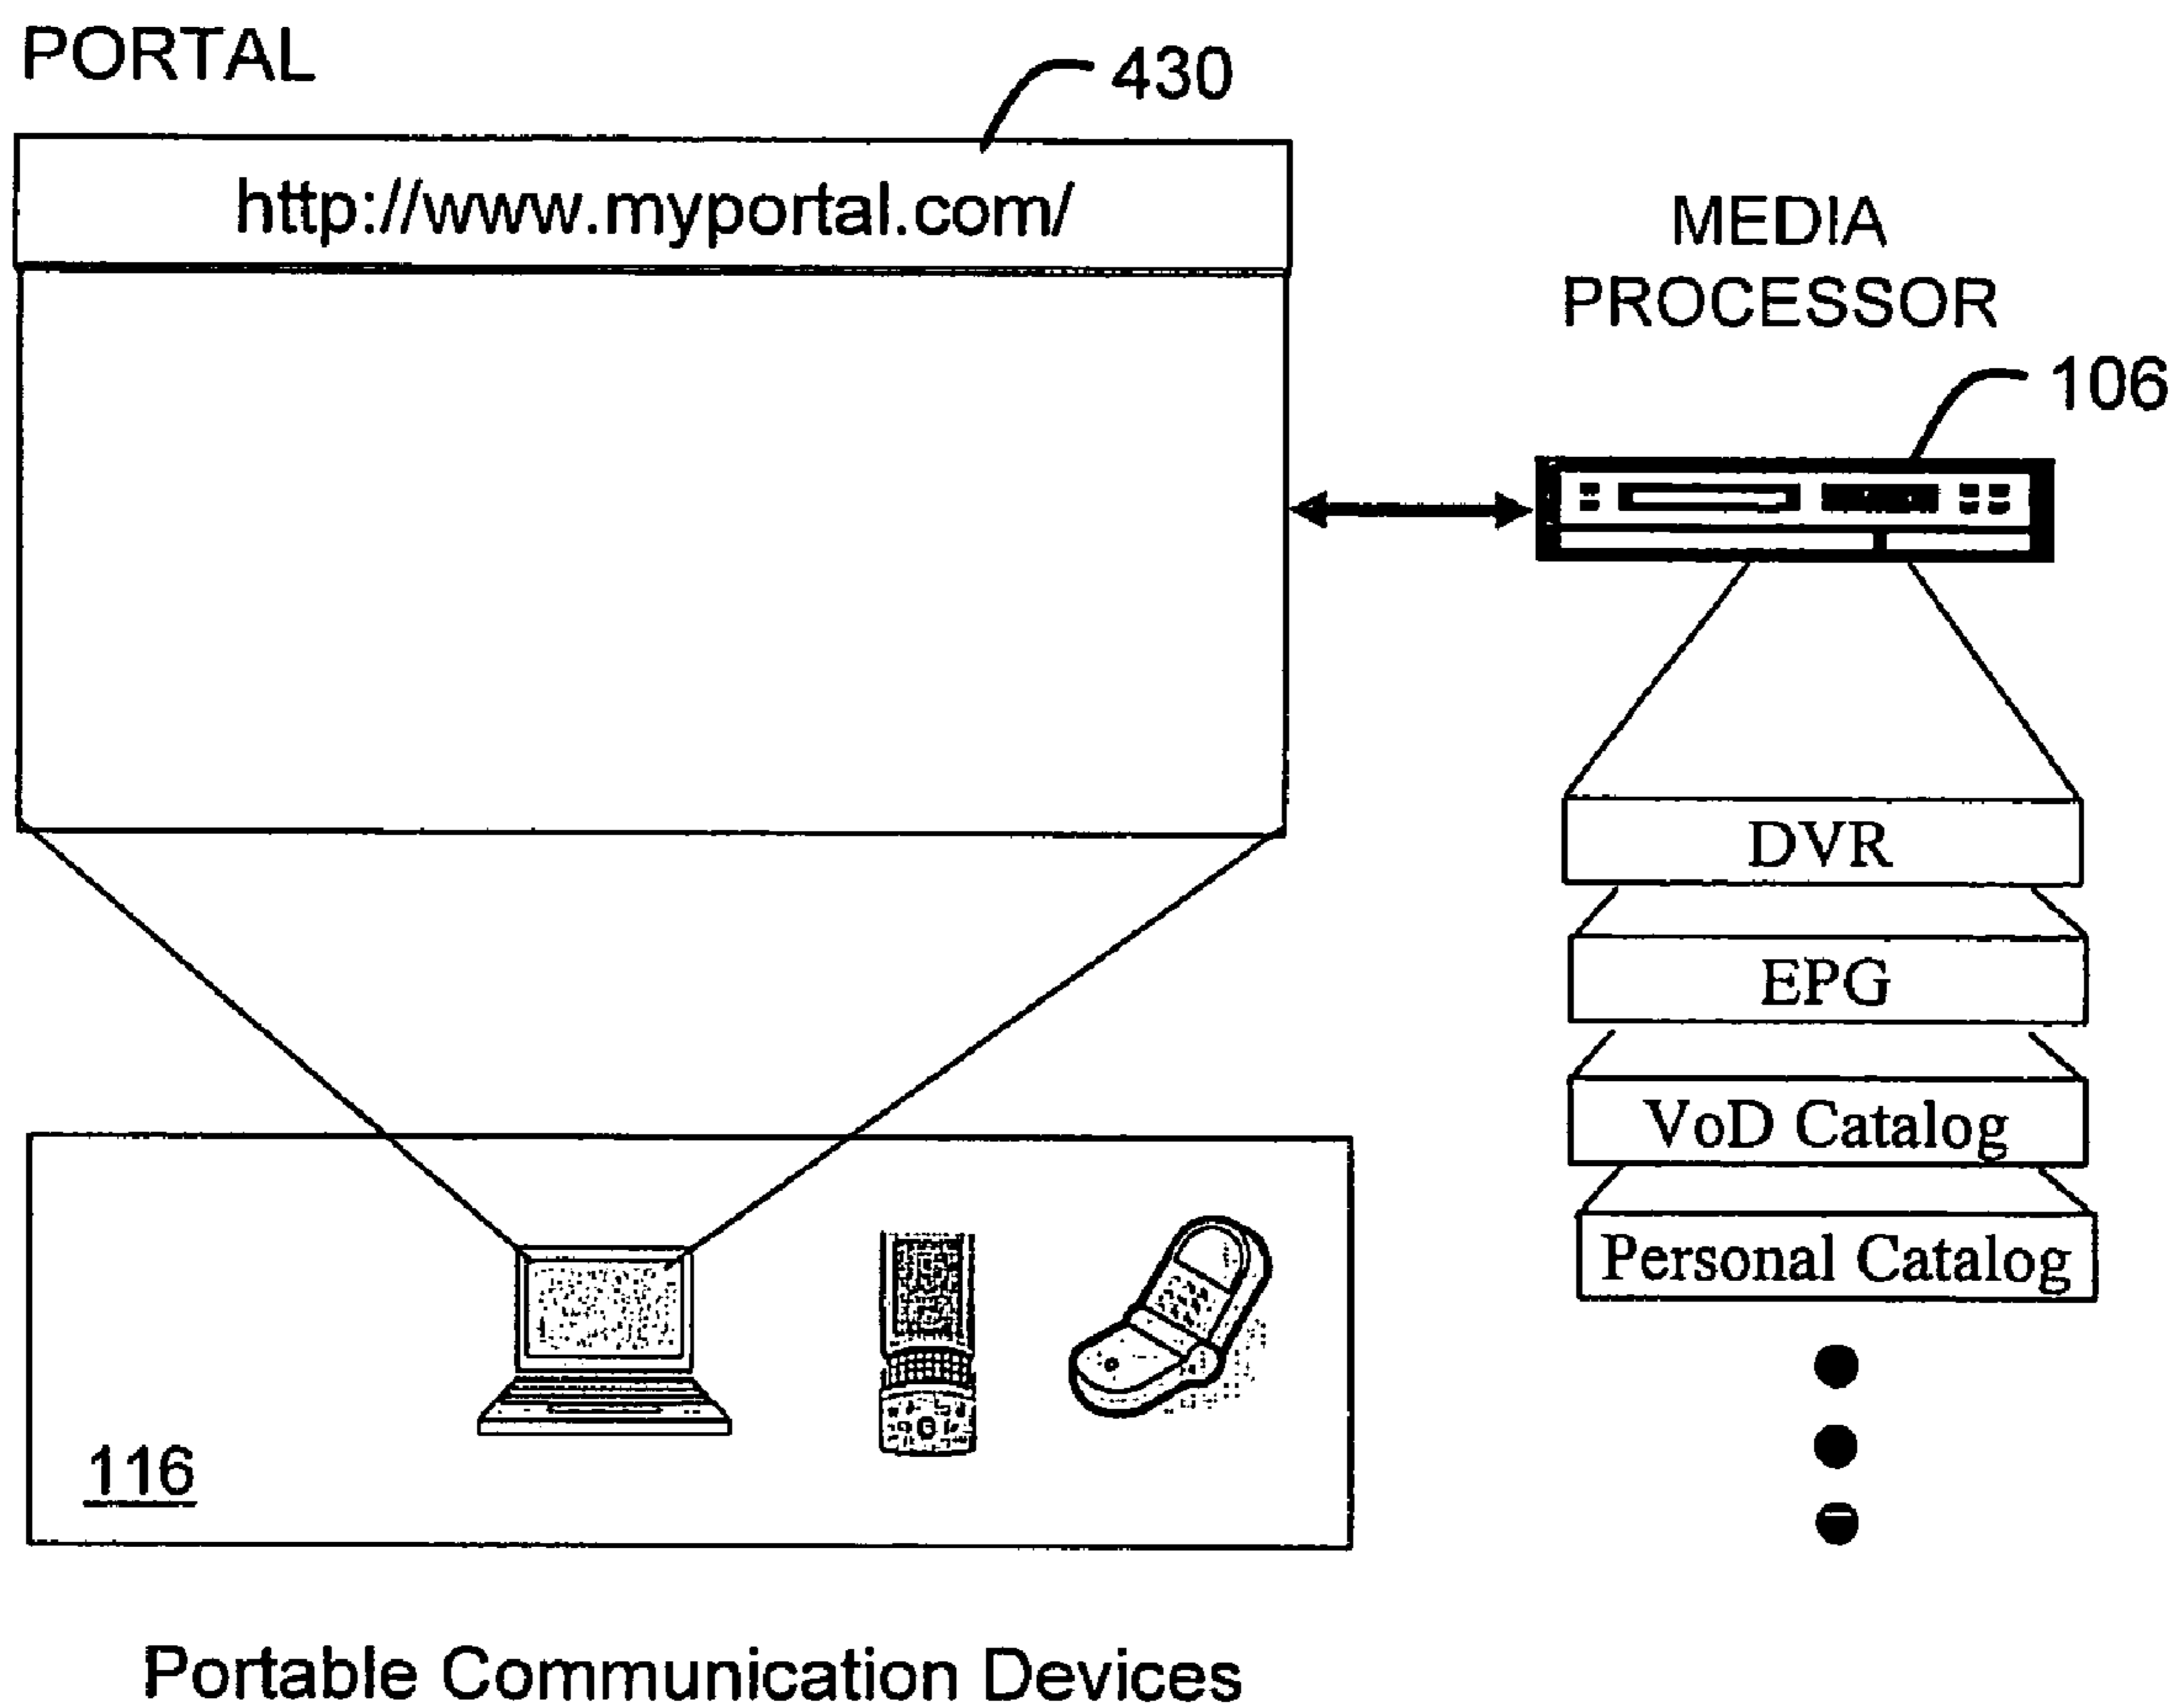 PORTAL
430
http://www.myportal.com/
MEDIA
PROCESSOR
106
DVR
EPG
VoD Catalog
Personal Catalog
116
Portable Communication Devices